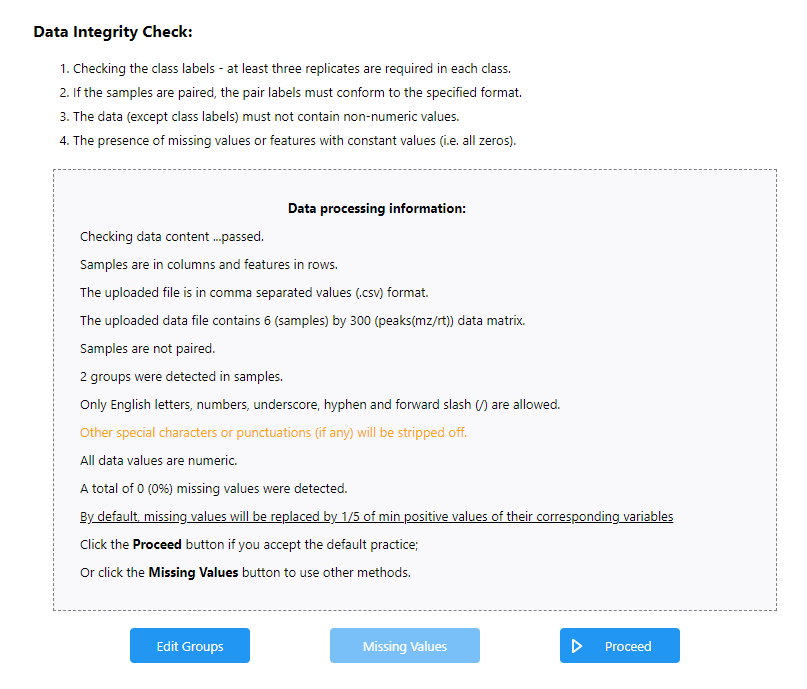 Data Integrity Check:
1. Checking the class labels - at least three replicates are required in each class.
2. If the samples are paired, the pair labels must conform to the specified format.
3. The data (except class labels) must not contain non-numeric values.
4. The presence of missing values or features with constant values (i.e. all zeros).
Data processing information:
Checking data content ...passed.
Samples are in columns and features in rows.
The uploaded file is in comma separated values (.csv) format.
The uploaded data file contains 6 (samples) by 300 (peaks(mz/rt)) data matrix.
Samples are not paired.
2 groups were detected in samples.
Only English letters, numbers, underscore, hyphen and forward slash (/) are allowed.
Other special characters or punctuations (if any) will be stripped off.
All data values are numeric.
A total of 0 (0%) missing values were detected.
By default, missing values will be replaced by 1/5 of min positive values of their corresponding variables
Click the Proceed button if you accept the default practice;
Or click the Missing Values button to use other methods.
Edit Groups
Missing Values
Proceed